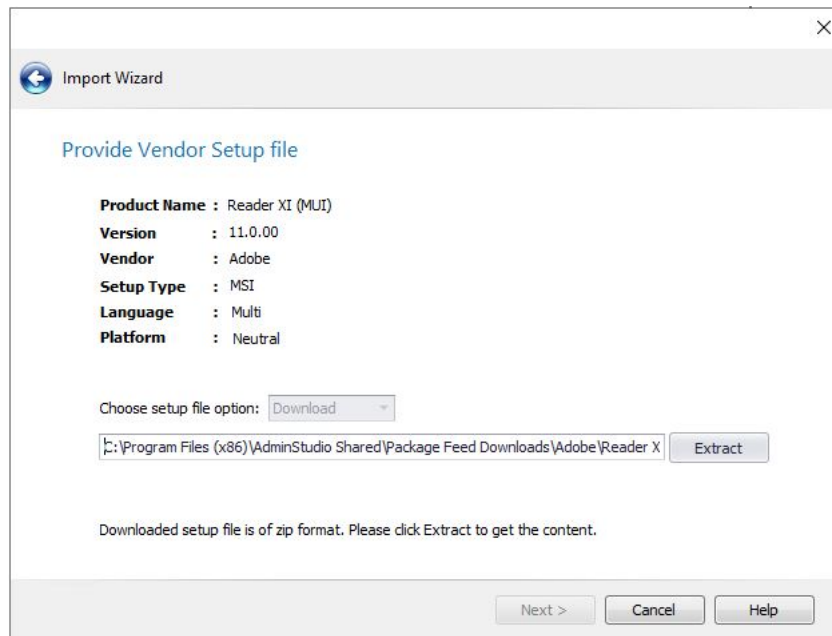 Import Wizard
Provide Vendor Setup file
Product Name : Reader XI (MUI)
Version : 11.0.00
Vendor : Adobe
Setup Type : MSI
Language : Multi
Platform : Neutral
Choose setup file option: Download
C:\Program Files (x86)\AdminStudio Shared\Package Feed Downloads\Adobe\Reader X Extract
Downloaded setup file is of zip format. Please click Extract to get the content.
Next > Cancel Help